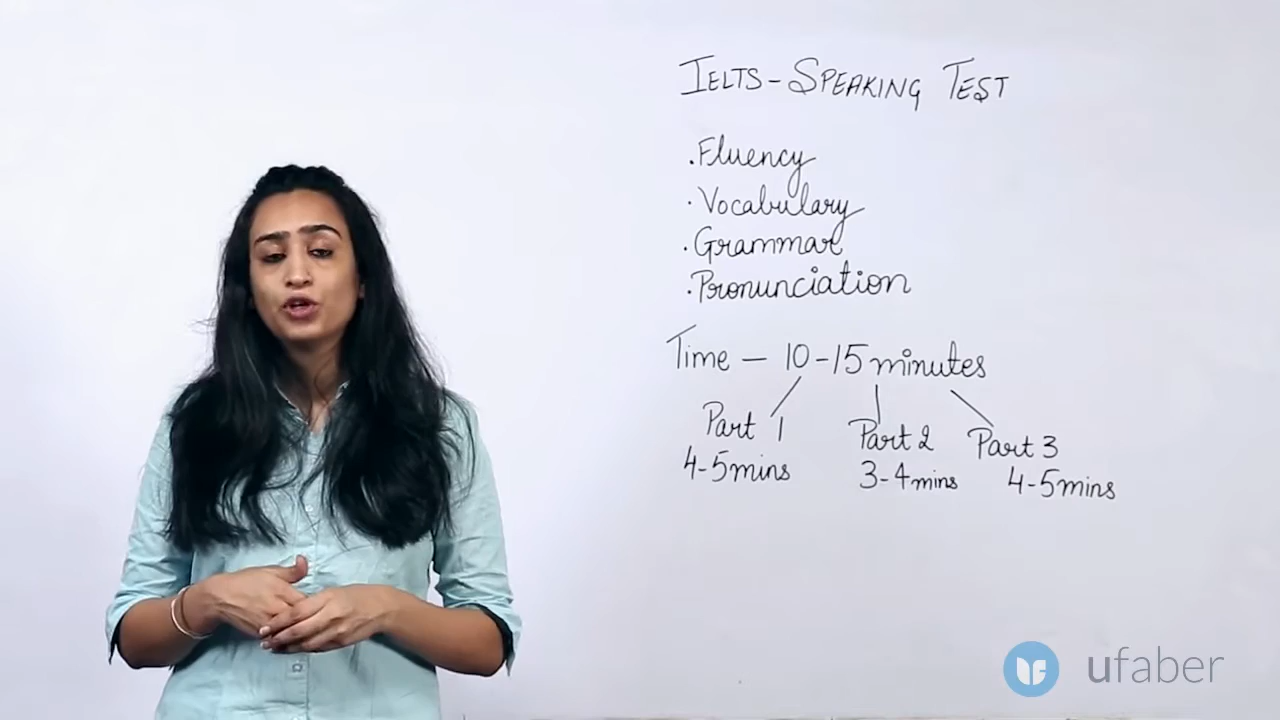 IELTS-SPEAKING TEST
· Fluency
· Vocabulary
· Grammar
· Pronunciation
Time — 10-15 minutes
Part 1 Part 2 Part 3
4-5mins 3-4mins 4-5mins
ufaber